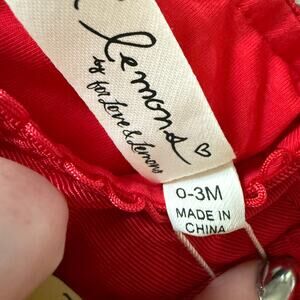 lemons
by for Love & Lemons
0-3M
MADE IN
CHINA